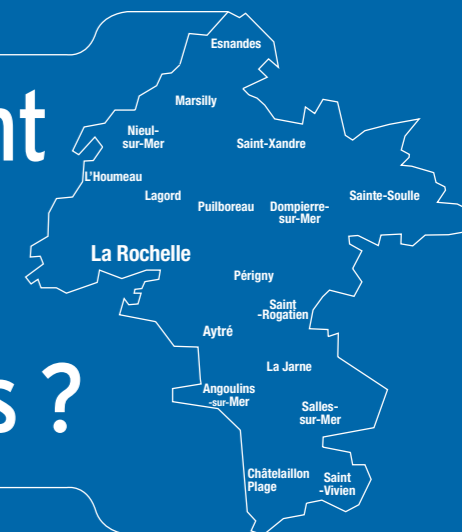 Esnandes
Marsilly
nt
Nieul-
sur-Mer
Saint-Xandre
L'Houmeau
Lagord
Puilboreau
Dompierre-
sur-Mer
Sainte-Soulle
La Rochelle
Périgny
Saint
-Rogatien
Aytré
La Jarne
Angoulins
-sur-Mer
s ?
Salles-
sur-Mer
Châtelaillon
Plage
Saint
-Vivien